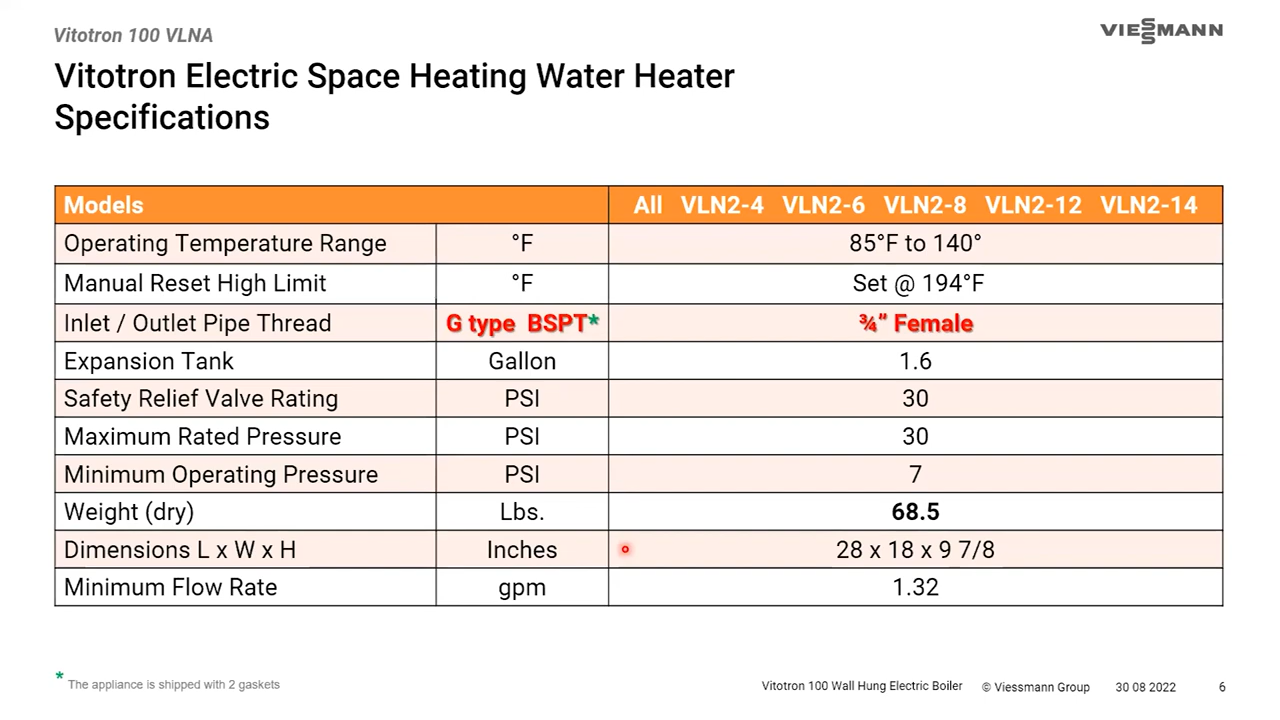 Vitotron 100 VLNA
VIESSMANN
Vitotron Electric Space Heating Water Heater
Specifications
Models All VLN2-4 VLN2-6 VLN2-8 VLN2-12 VLN2-14
Operating Temperature Range °F 85°F to 140°
Manual Reset High Limit °F Set @ 194°F
Inlet / Outlet Pipe Thread G type BSPT* ¾” Female
Expansion Tank Gallon 1.6
Safety Relief Valve Rating PSI 30
Maximum Rated Pressure PSI 30
Minimum Operating Pressure PSI 7
Weight (dry) Lbs. 68.5
Dimensions L x W x H Inches 28 x 18 x 9 7/8
Minimum Flow Rate gpm 1.32
* The appliance is shipped with 2 gaskets
Vitotron 100 Wall Hung Electric Boiler © Viessmann Group 30 08 2022 6